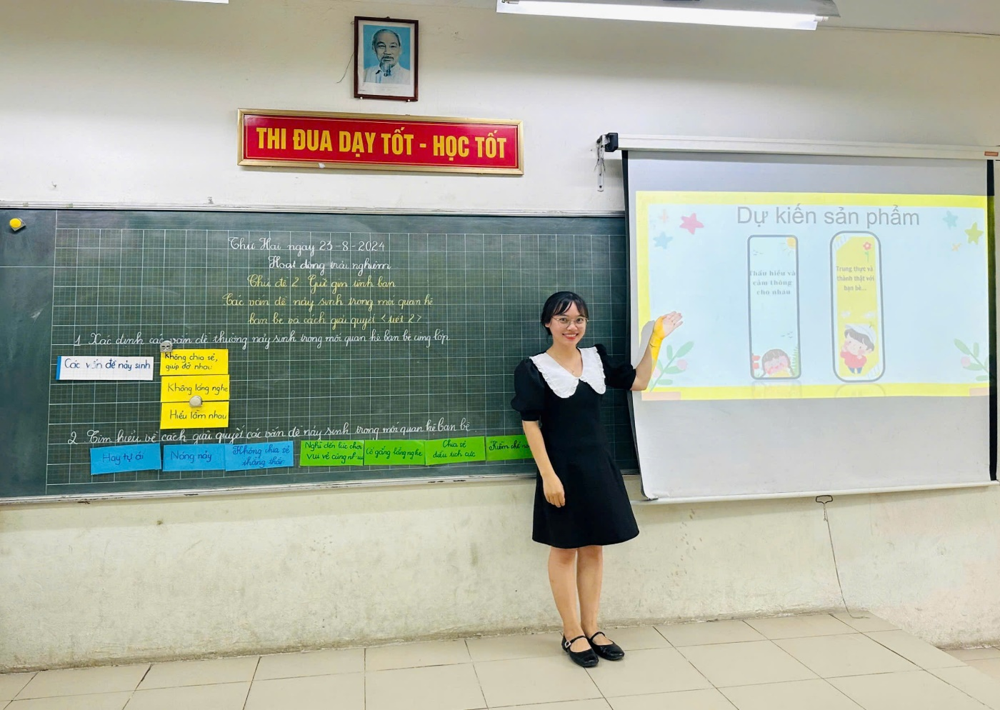 THI ĐUA DẠY TỐT - HỌC TỐT
Thứ Hai ngày 23-8-2024
Hoạt động trải nghiệm
Chủ đề 2 Giữ gìn tình bạn
Các vấn đề nảy sinh trong mối quan hệ
bạn bè và cách giải quyết <tiết 2>
1 Xác định các vấn đề thường nảy sinh trong mối quan hệ bạn bè cùng lớp.
Các vấn đề nảy sinh
Không chia sẻ,
giúp đỡ nhau
Không lắng nghe
Hiểu lầm nhau
2 Tìm hiểu về cách giải quyết các vấn đề nảy sinh trong mối quan hệ bạn bè
Hay tự ái
Nóng nảy
Không chia sẻ
thẳng thắn
Nghĩ đến lúc chơi
vui vẻ cùng nhau
Cố gắng lắng nghe
Chia sẻ
điều tích cực
Kiềm chế
Dự kiến sản phẩm
Thấu hiểu và
cảm thông
cho nhau
Trung thực và
thành thật với
bạn bè...